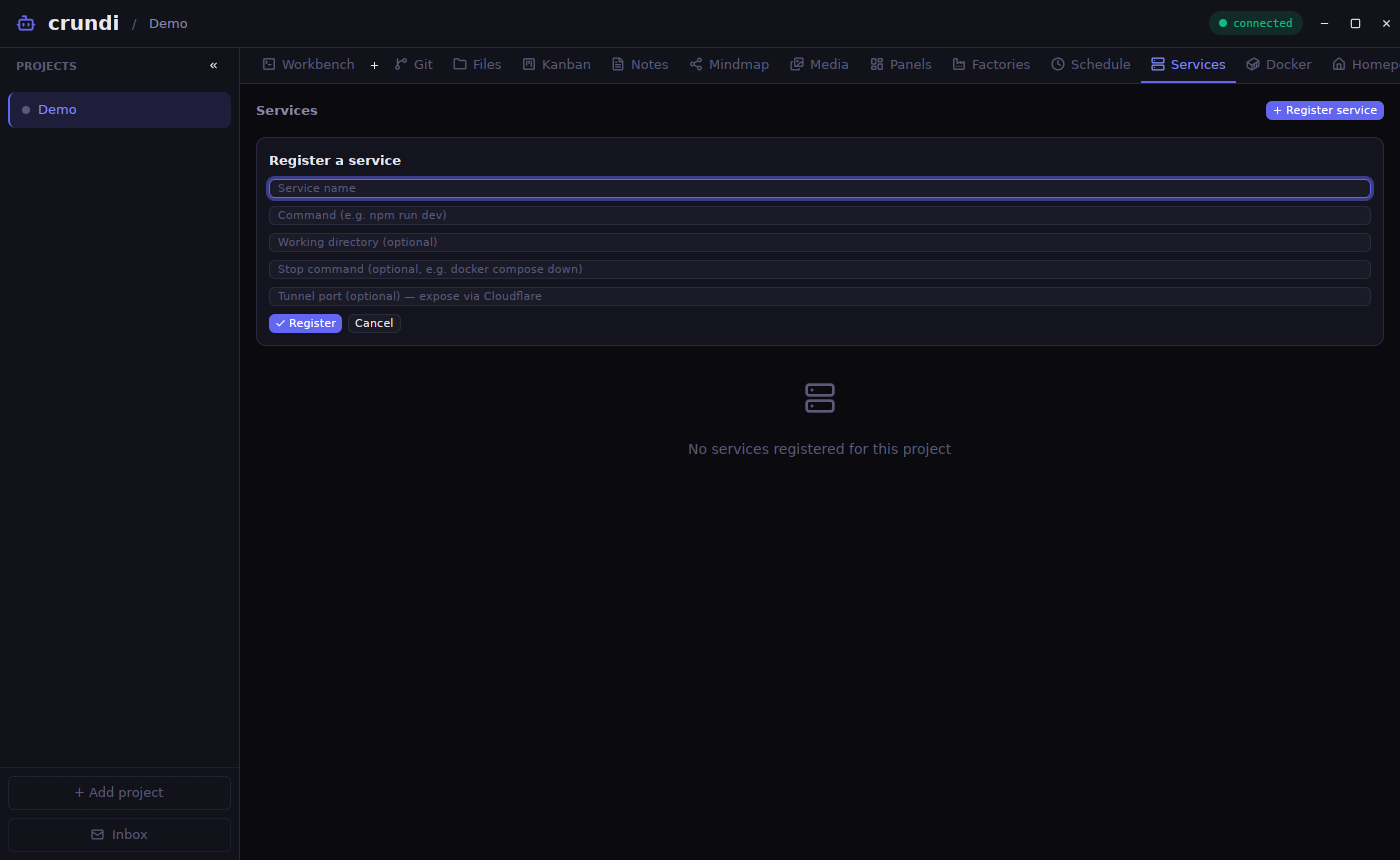 crundi / Demo
connected
PROJECTS «
Workbench + Git Files Kanban Notes Mindmap Media Panels Factories Schedule Services Docker Homep
Demo
Services
+ Register service
Register a service
Service name
Command (e.g. npm run dev)
Working directory (optional)
Stop command (optional, e.g. docker compose down)
Tunnel port (optional) — expose via Cloudflare
Register Cancel
No services registered for this project
+ Add project
Inbox